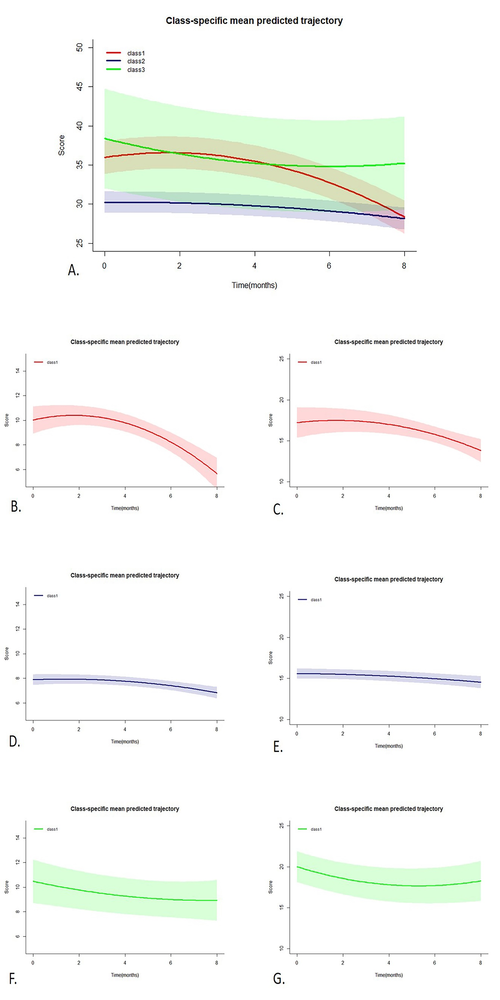 Class-specific mean predicted trajectory
class1
class2
class3
50
45
40
35
30
25
Score
0 2 4 6 8
A.
Time(months)
Class-specific mean predicted trajectory
class1
14
12
10
8
6
Score
0 2 4 6 8
Time(months)
B.
Class-specific mean predicted trajectory
class1
25
20
15
10
Score
0 2 4 6 8
Time(months)
C.
Class-specific mean predicted trajectory
class1
14
12
10
8
6
Score
0 2 4 6 8
Time(months)
D.
Class-specific mean predicted trajectory
class1
25
20
15
10
Score
0 2 4 6 8
Time(months)
E.
Class-specific mean predicted trajectory
class1
14
12
10
8
6
Score
0 2 4 6 8
Time(months)
F.
Class-specific mean predicted trajectory
class1
25
20
15
10
Score
0 2 4 6 8
Time(months)
G.